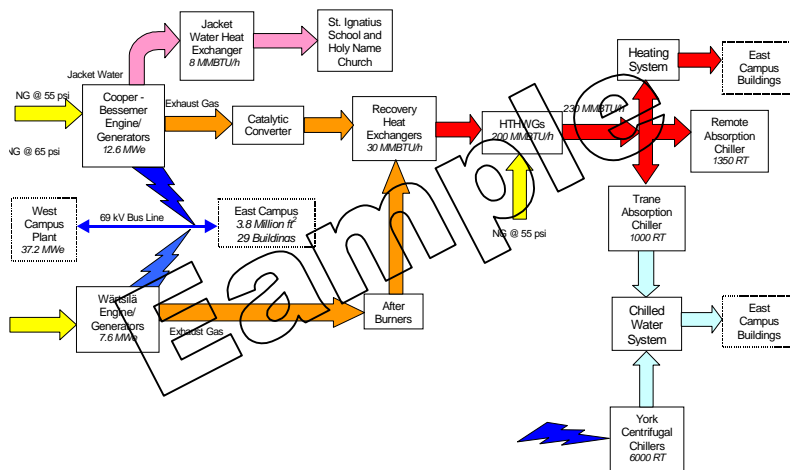 Jacket
Water Heat
Exchanger
8 MMBTU/h
St. Ignatius
School and
Holy Name
Church
Heating
System
East
Campus
Buildings
Jacket Water
NG @ 55 psi
Cooper -
Bessemer
Engine/
Generators
12.6 MWe
Exhaust Gas
Catalytic
Converter
Recovery
Heat
Exchangers
30 MMBTU/h
HTHWGs
200 MMBTU/h
230 MMBTU/h
Remote
Absorption
Chiller
1350 RT
NG @ 65 psi
West
Campus
Plant
37.2 MWe
69 kV Bus Line
East Campus
3.8 Million ft²
29 Buildings
NG @ 55 psi
Trane
Absorption
Chiller
1000 RT
Wärtsilä
Engine/
Generators
7.6 MWe
Exhaust Gas
After
Burners
Chilled
Water
System
East
Campus
Buildings
York
Centrifugal
Chillers
6000 RT
Eample